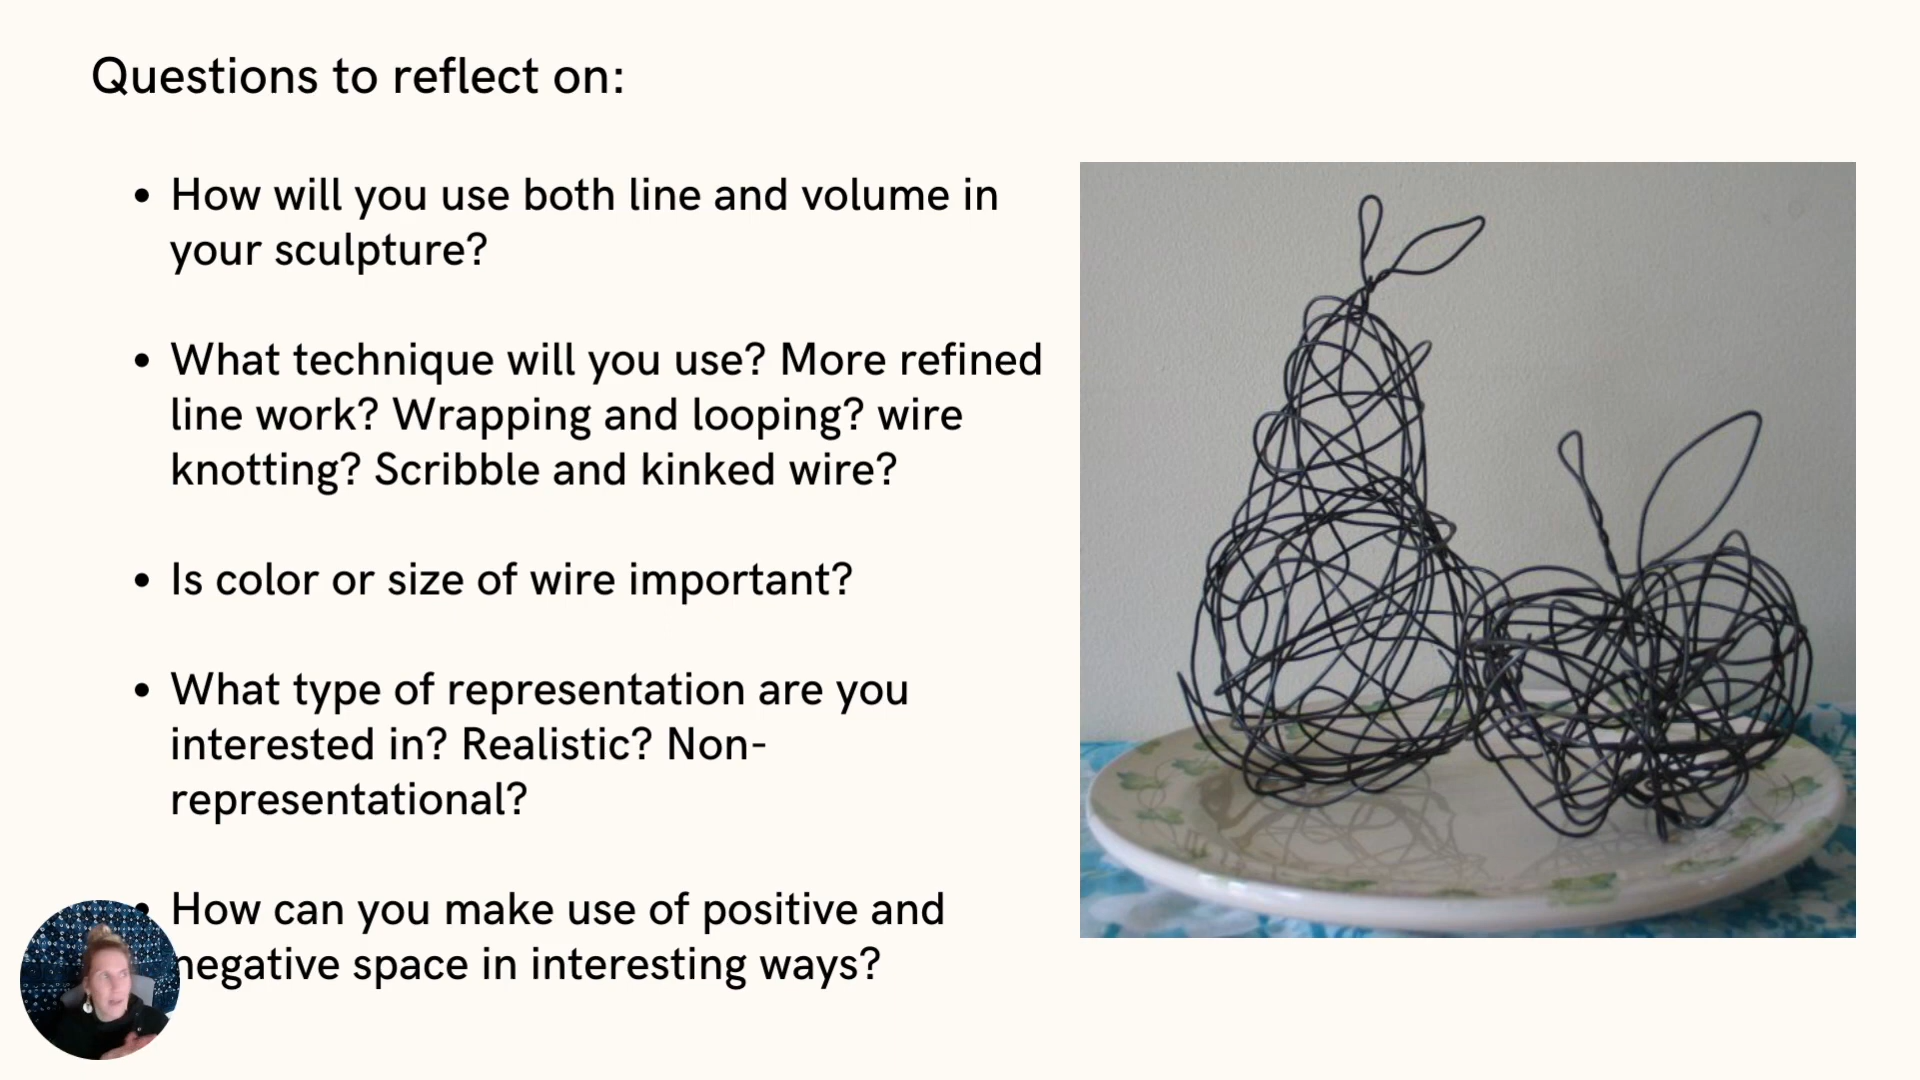 Questions to reflect on:
• How will you use both line and volume in
your sculpture?
• What technique will you use? More refined
line work? Wrapping and looping? wire
knotting? Scribble and kinked wire?
• Is color or size of wire important?
• What type of representation are you
interested in? Realistic? Non-
representational?
• How can you make use of positive and
negative space in interesting ways?